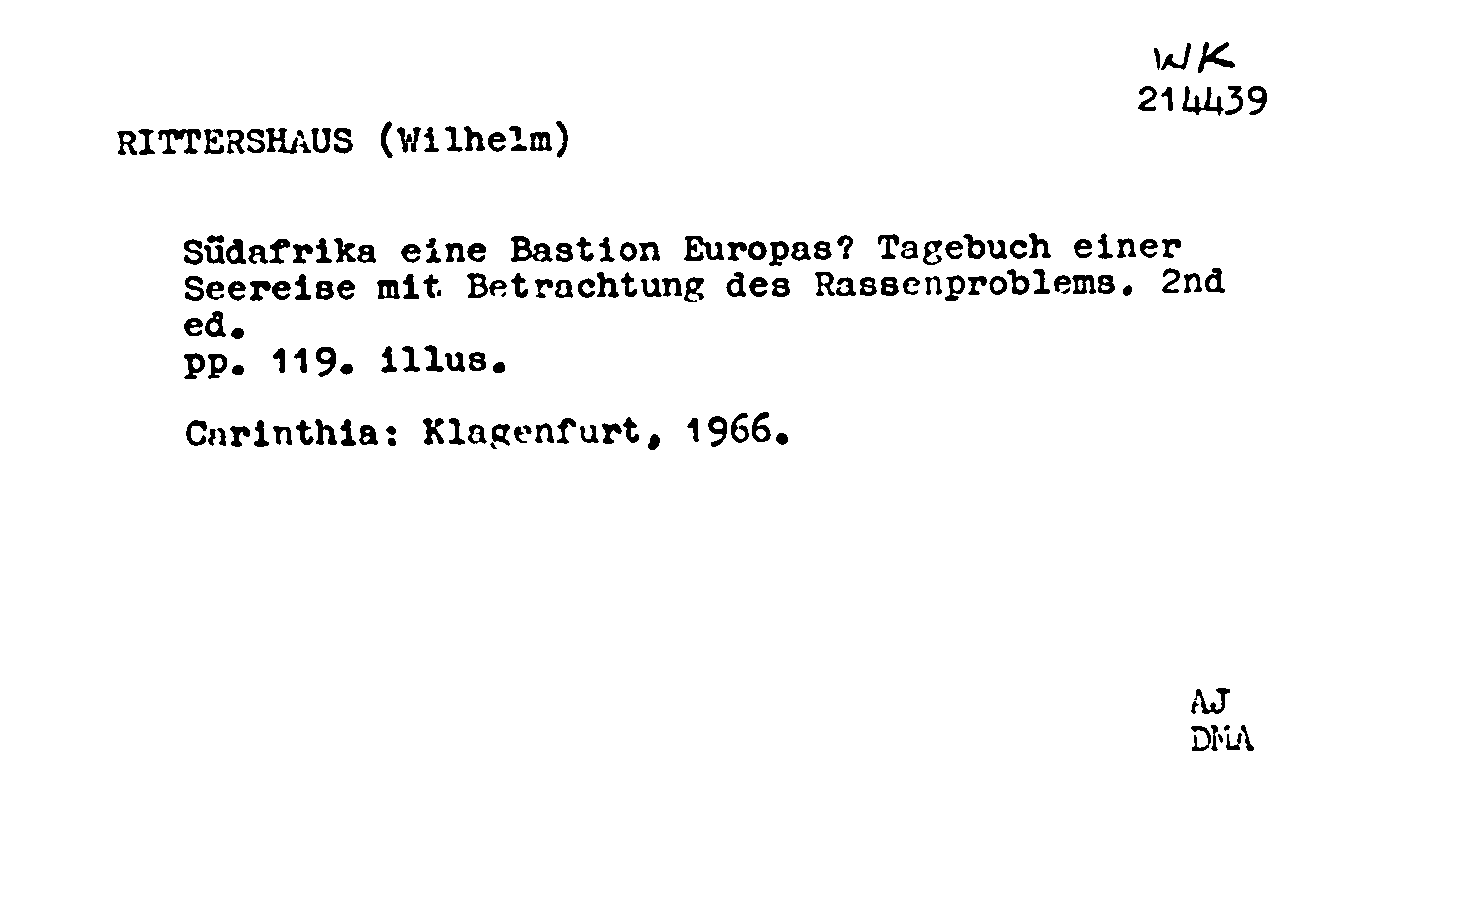 WK
214439
RITTERSHAUS (Wilhelm)
Südafrika eine Bastion Europas? Tagebuch einer
Seereise mit Betrachtung des Rassenproblems. 2nd
ed.
pp. 119. illus.
Carinthia: Klagenfurt, 1966.
AJ
DMA